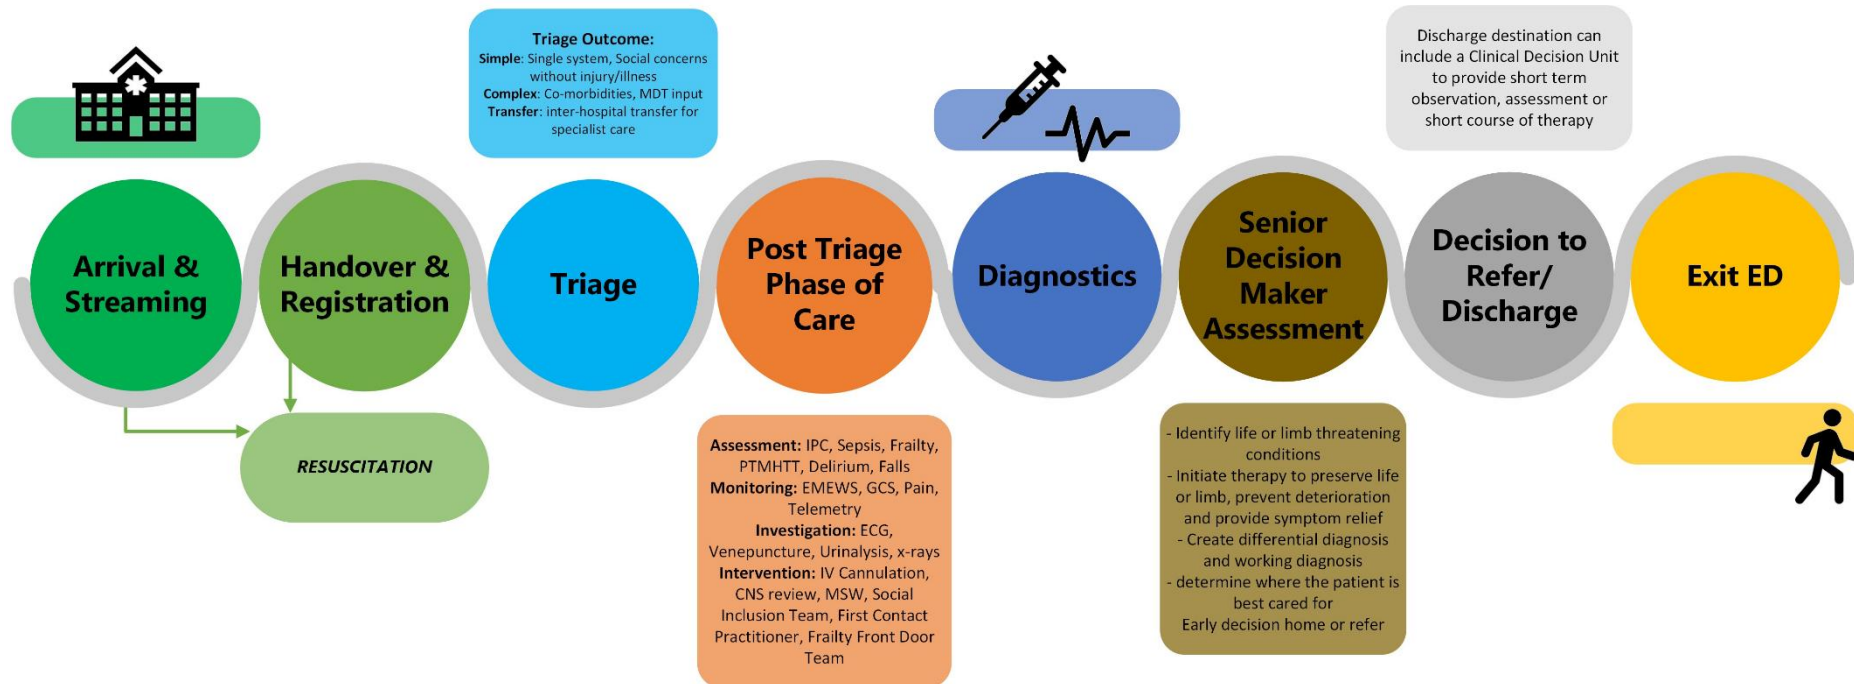 Triage Outcome:
Simple: Single system, Social concerns
without injury/illness
Complex: Co-morbidities, MDT input
Transfer: inter-hospital transfer for
specialist care
Discharge destination can
include a Clinical Decision Unit
to provide short term
observation, assessment or
short course of therapy
Arrival &
Streaming
Handover &
Registration
Triage
Post Triage
Phase of
Care
Diagnostics
Senior
Decision
Maker
Assessment
Decision to
Refer/
Discharge
Exit ED
RESUSCITATION
Assessment: IPC, Sepsis, Frailty,
PTMHTT, Delirium, Falls
Monitoring: EMEWS, GCS, Pain,
Telemetry
Investigation: ECG,
Venepuncture, Urinalysis, x-rays
Intervention: IV Cannulation,
CNS review, MSW, Social
Inclusion Team, First Contact
Practitioner, Frailty Front Door
Team
- Identify life or limb threatening
conditions
- Initiate therapy to preserve life
or limb, prevent deterioration
and provide symptom relief
- Create differential diagnosis
and working diagnosis
- determine where the patient is
best cared for
Early decision home or refer